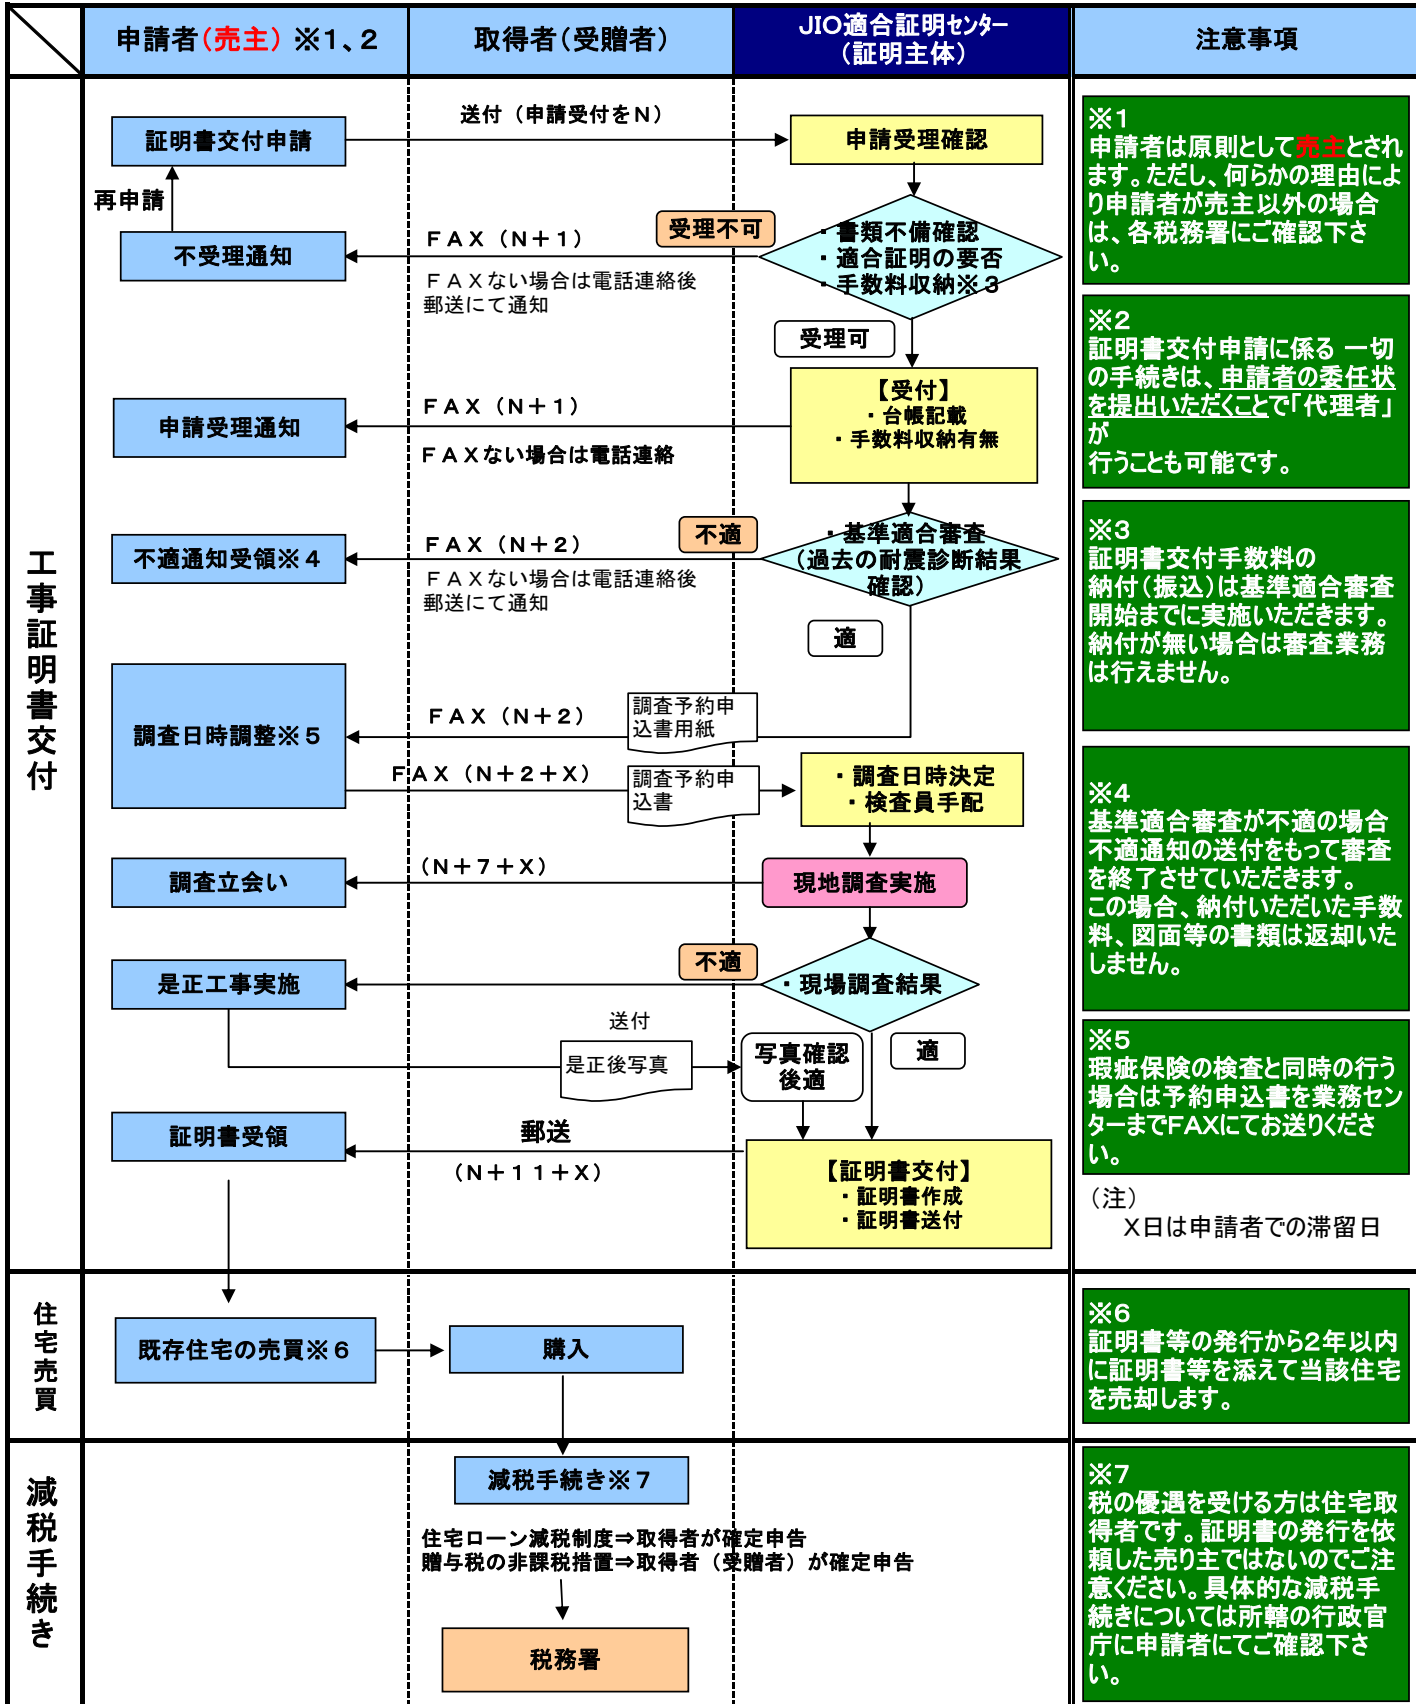 申請者(売主) ※1、2
取得者(受贈者)
JIO適合証明センター
(証明主体)
注意事項
工事証明書交付
送付（申請受付をN）
証明書交付申請
申請受理確認
再申請
受理不可
FAX（N＋1）
不受理通知
・書類不備確認
・適合証明の要否
・手数料収納※3
FAXない場合は電話連絡後
郵送にて通知
受理可
【受付】
・台帳記載
・手数料収納有無
FAX（N＋1）
申請受理通知
FAXない場合は電話連絡
不適
・基準適合審査
(過去の耐震診断結果
確認)
FAX（N＋2）
不適通知受領※4
FAXない場合は電話連絡後
郵送にて通知
適
調査日時調整※5
FAX（N＋2）
調査予約申
込書用紙
FAX（N＋2＋X）
調査予約申
込書
・調査日時決定
・検査員手配
調査立会い
（N＋7＋X）
現地調査実施
不適
是正工事実施
・現場調査結果
送付
是正後写真
写真確認
後適
適
証明書受領
郵送
（N＋11＋X）
【証明書交付】
・証明書作成
・証明書送付
※1
申請者は原則として売主とされ
ます。ただし、何らかの理由によ
り申請者が売主以外の場合
は、各税務署にご確認下さ
い。
※2
証明書交付申請に係る 一切
の手続きは、申請者の委任状
を提出いただくことで「代理者」
が
行うことも可能です。
※3
証明書交付手数料の
納付(振込)は基準適合審査
開始までに実施いただきます。
納付が無い場合は審査業務
は行えません。
※4
基準適合審査が不適の場合
不適通知の送付をもって審査
を終了させていただきます。
この場合、納付いただいた手数
料、図面等の書類は返却いた
しません。
※5
瑕疵保険の検査と同時の行う
場合は予約申込書を業務セン
ターまでFAXにてお送りくださ
い。
（注）
X日は申請者での滞留日
住宅売買
既存住宅の売買※6
購入
※6
証明書等の発行から2年以内
に証明書等を添えて当該住宅
を売却します。
減税手続き
減税手続き※7
住宅ローン減税制度⇒取得者が確定申告
贈与税の非課税措置⇒取得者（受贈者）が確定申告
税務署
※7
税の優遇を受ける方は住宅取
得者です。証明書の発行を依
頼した売り主ではないのでご注
意ください。具体的な減税手
続きについては所轄の行政官
庁に申請者にてご確認下さ
い。